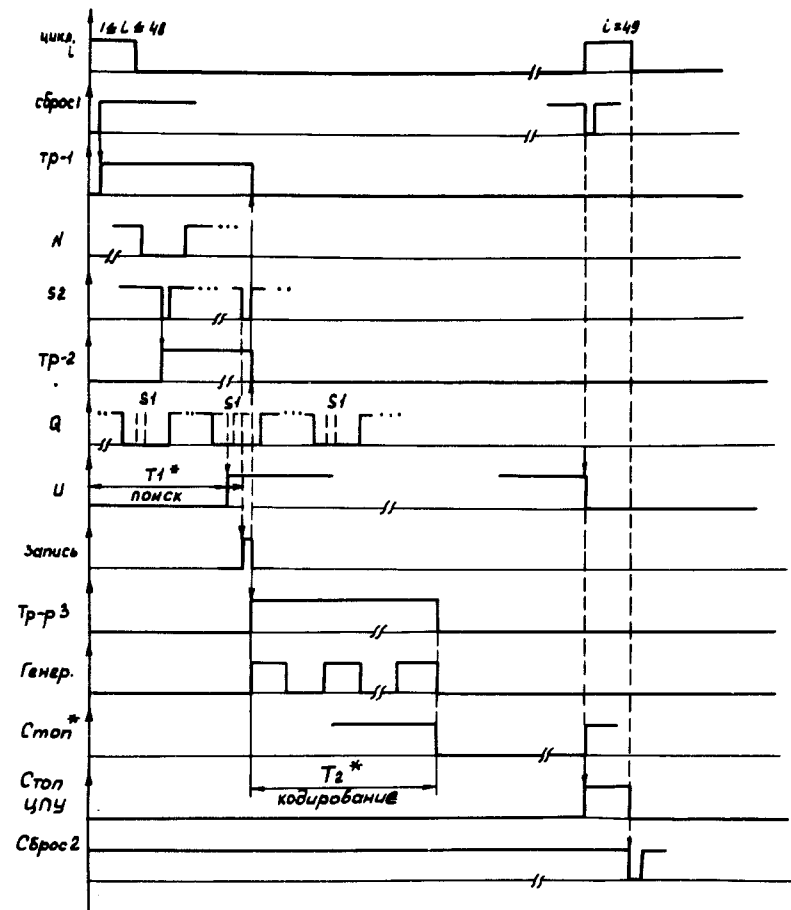 1 ≤ i ≤ 48
i = 49
цикл.
i
сброс1
тр-1
N
S2
Тр-2
S1
S1
S1
Q
T1*
поиск
U
Запись
Тр-р 3
Генер.
Стоп*
T2*
кодирование
Стоп
ЦПУ
Сброс2